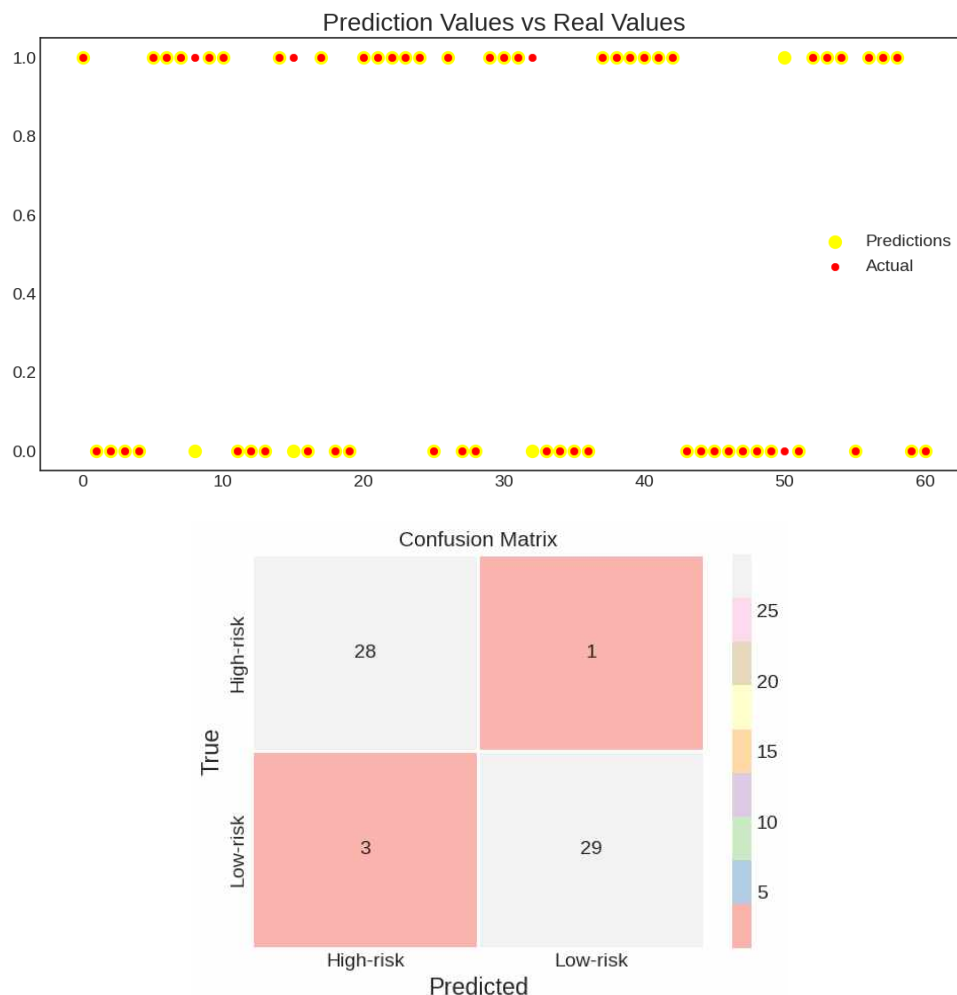 Prediction Values vs Real Values
1.0
0.8
0.6
0.4
0.2
0.0
Predictions
Actual
0 10 20 30 40 50 60
Confusion Matrix
High-risk
Low-risk
True
28 1
3 29
High-risk Low-risk
Predicted
25
20
15
10
5